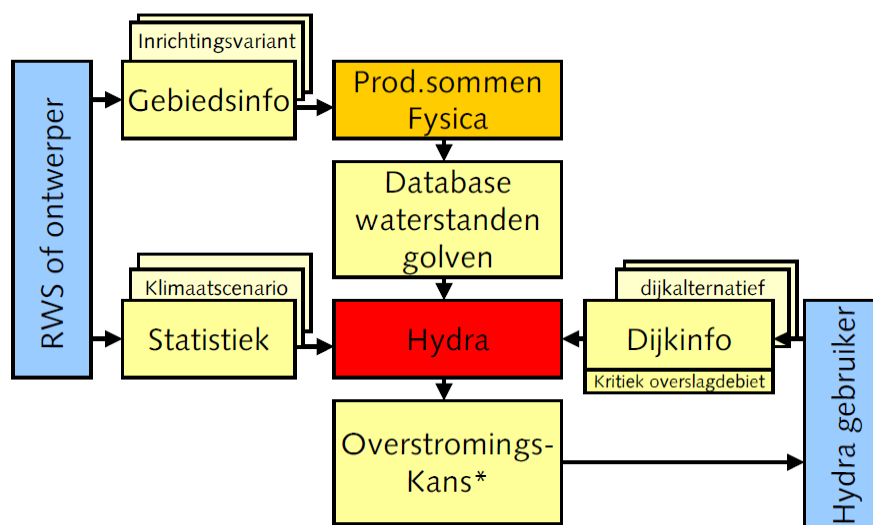 Inrichtingsvariant
Gebiedsinfo
Prod.sommen
Fysica
Database
waterstanden
golven
RWS of ontwerper
Klimaatscenario
Statistiek
Hydra
dijkalternatief
Dijkinfo
Kritiek overslagdebiet
Overstromings-
Kans*
Hydra gebruiker